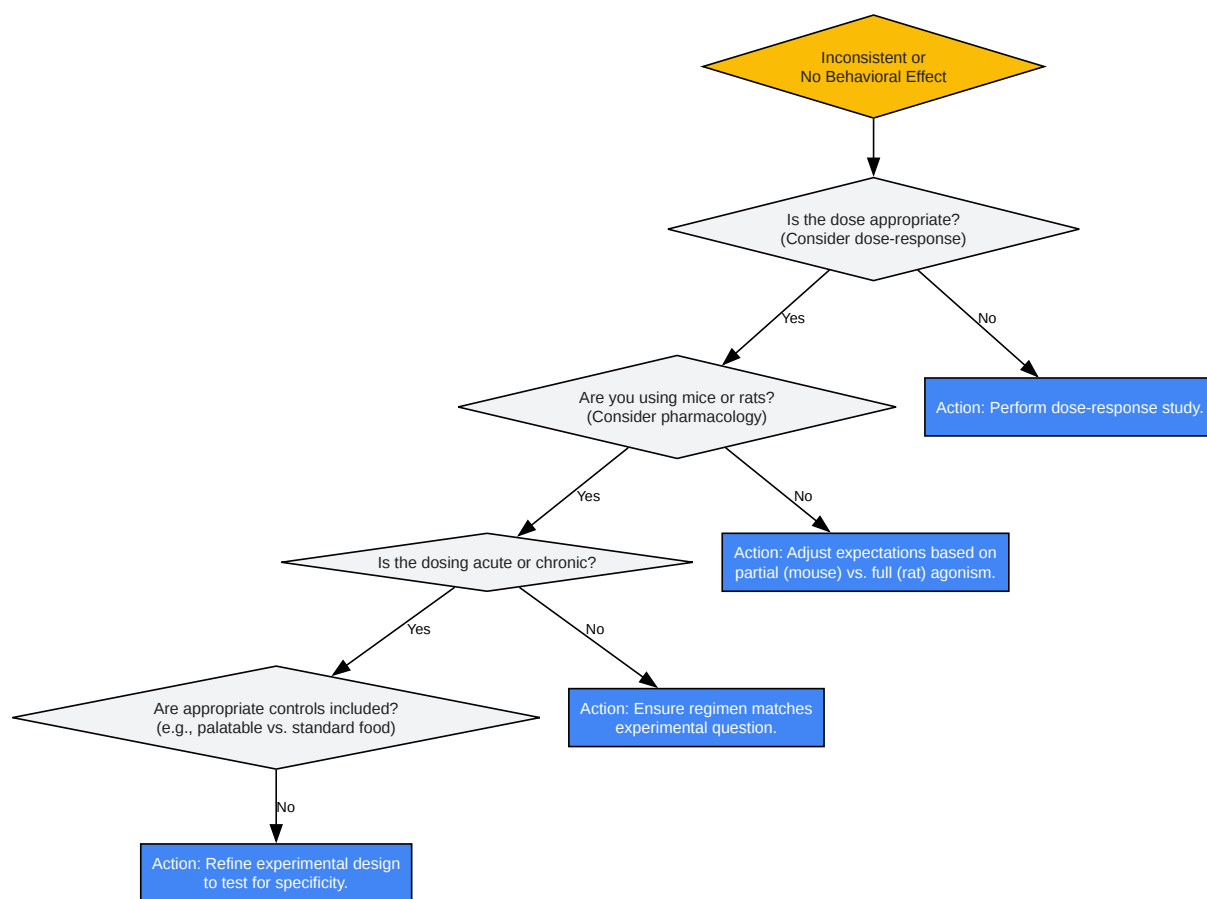 Inconsistent or
No Behavioral Effect
Is the dose appropriate?
(Consider dose-response)
Yes
No
Are you using mice or rats?
(Consider pharmacology)
Action: Perform dose-response study.
Yes
No
Is the dosing acute or chronic?
Action: Adjust expectations based on
partial (mouse) vs. full (rat) agonism.
Yes
No
Are appropriate controls included?
(e.g., palatable vs. standard food)
Action: Ensure regimen matches
experimental question.
No
Action: Refine experimental design
to test for specificity.